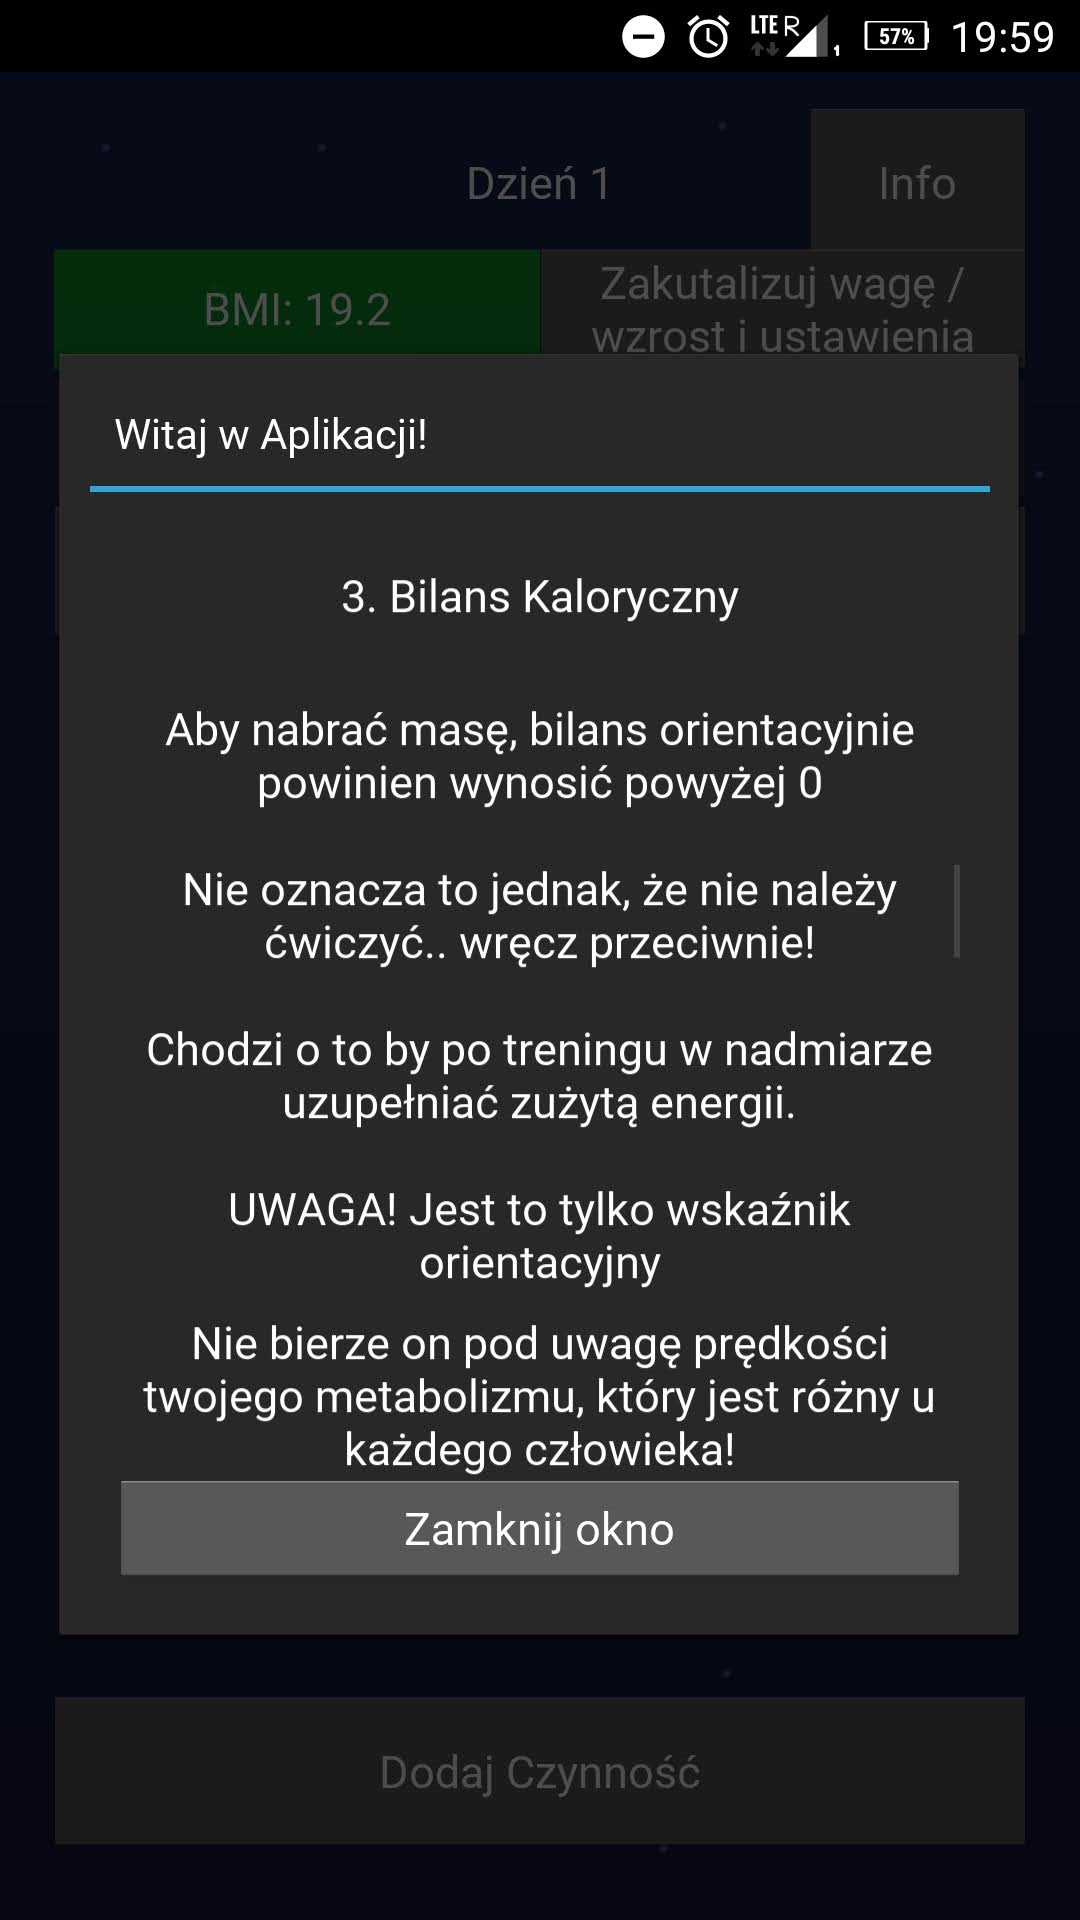 LTE R 1 57% 19:59
Dzień 1
Info
BMI: 19.2
Zakutalizuj wagę /
wzrost i ustawienia
Witaj w Aplikacji!
3. Bilans Kaloryczny
Aby nabrać masę, bilans orientacyjnie
powinien wynosić powyżej 0
Nie oznacza to jednak, że nie należy
ćwiczyć.. wręcz przeciwnie!
Chodzi o to by po treningu w nadmiarze
uzupełniać zużytą energii.
UWAGA! Jest to tylko wskaźnik
orientacyjny
Nie bierze on pod uwagę prędkości
twojego metabolizmu, który jest różny u
każdego człowieka!
Zamknij okno
Dodaj Czynność